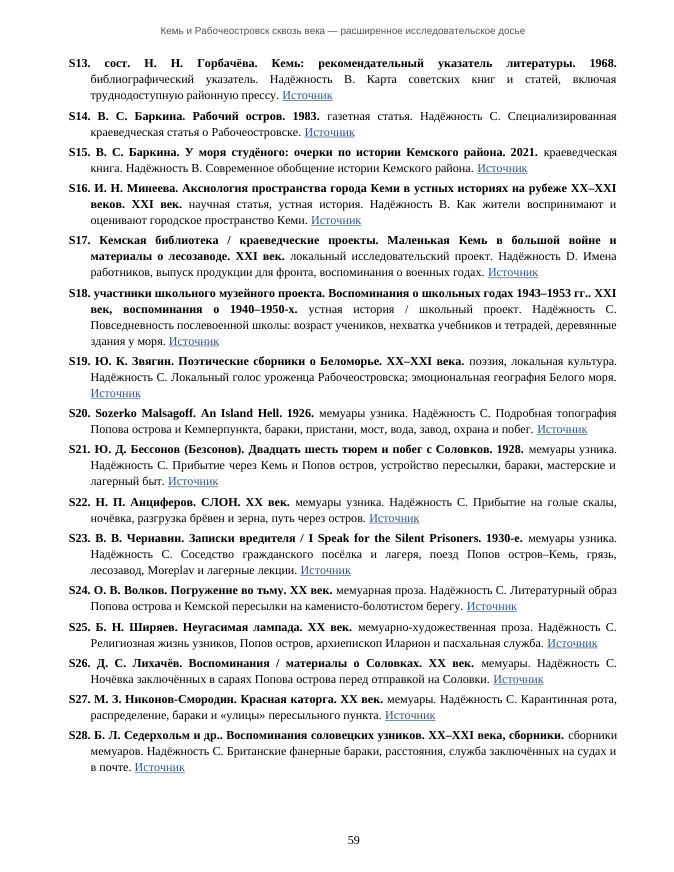 Кемь и Рабочеостровск сквозь века — расширенное исследовательское досье
S13. сост. Н. Н. Горбачёва. Кемь: рекомендательный указатель литературы. 1968.
библиографический указатель. Надёжность B. Карта советских книг и статей, включая
труднодоступную районную прессу. Источник
S14. В. С. Баркина. Рабочий остров. 1983. газетная статья. Надёжность C. Специализированная
краеведческая статья о Рабочеостровске. Источник
S15. В. С. Баркина. У моря студёного: очерки по истории Кемского района. 2021. краеведческая
книга. Надёжность B. Современное обобщение истории Кемского района. Источник
S16. И. Н. Минеева. Аксиология пространства города Кеми в устных историях на рубеже XX–XXI
веков. XXI век. научная статья, устная история. Надёжность B. Как жители воспринимают и
оценивают городское пространство Кеми. Источник
S17. Кемская библиотека / краеведческие проекты. Маленькая Кемь в большой войне и
материалы о лесозаводе. XXI век. локальный исследовательский проект. Надёжность D. Имена
работников, выпуск продукции для фронта, воспоминания о военных годах. Источник
S18. участники школьного музейного проекта. Воспоминания о школьных годах 1943–1953 гг.. XXI
век, воспоминания о 1940–1950-х. устная история / школьный проект. Надёжность C.
Повседневность послевоенной школы: возраст учеников, нехватка учебников и тетрадей, деревянные
здания у моря. Источник
S19. Ю. К. Звягин. Поэтические сборники о Беломорье. XX–XXI века. поэзия, локальная культура.
Надёжность C. Локальный голос уроженца Рабочеостровска; эмоциональная география Белого моря.
Источник
S20. Sozerko Malsagoff. An Island Hell. 1926. мемуары узника. Надёжность C. Подробная топография
Попова острова и Кемперпункта, бараки, пристани, мост, вода, завод, охрана и побег. Источник
S21. Ю. Д. Бессонов (Безсонов). Двадцать шесть тюрем и побег с Соловков. 1928. мемуары узника.
Надёжность C. Прибытие через Кемь и Попов остров, устройство пересылки, бараки, мастерские и
лагерный быт. Источник
S22. Н. П. Анциферов. СЛОН. XX век. мемуары узника. Надёжность C. Прибытие на голые скалы,
ночёвка, разгрузка брёвен и зерна, путь через остров. Источник
S23. В. В. Чернавин. Записки вредителя / I Speak for the Silent Prisoners. 1930-е. мемуары узника.
Надёжность C. Соседство гражданского посёлка и лагеря, поезд Попов остров–Кемь, грязь,
лесозавод, Moreplav и лагерные лекции. Источник
S24. О. В. Волков. Погружение во тьму. XX век. мемуарная проза. Надёжность C. Литературный образ
Попова острова и Кемской пересылки на каменисто-болотистом берегу. Источник
S25. Б. Н. Ширяев. Неугасимая лампада. XX век. мемуарно-художественная проза. Надёжность C.
Религиозная жизнь узников, Попов остров, архиепископ Иларион и пасхальная служба. Источник
S26. Д. С. Лихачёв. Воспоминания / материалы о Соловках. XX век. мемуары. Надёжность C.
Ночёвка заключённых в сараях Попова острова перед отправкой на Соловки. Источник
S27. М. З. Никонов-Смородин. Красная каторга. XX век. мемуары. Надёжность C. Карантинная рота,
распределение, бараки и «улицы» пересыльного пункта. Источник
S28. Б. Л. Седерхольм и др.. Воспоминания соловецких узников. XX–XXI века, сборники. сборники
мемуаров. Надёжность C. Британские фанерные бараки, расстояния, служба заключённых на судах и
в почте. Источник
59